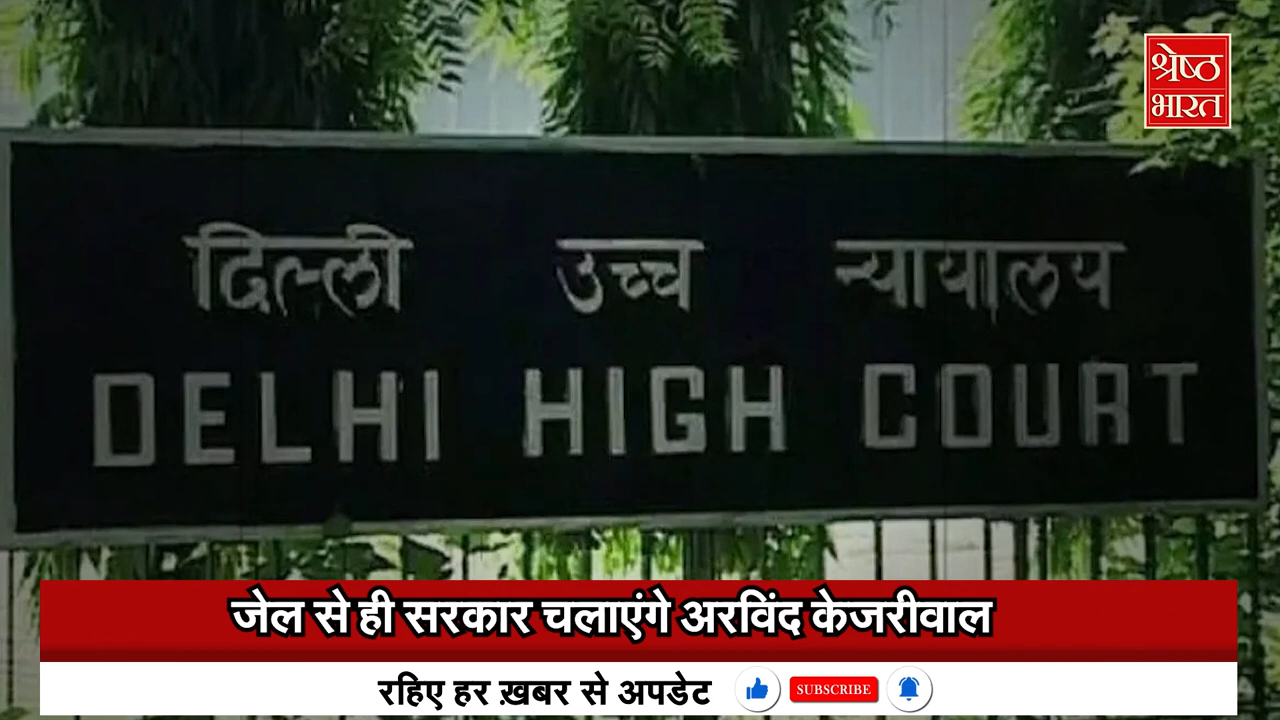 श्रेष्ठ
भारत
दिल्ली उच्च न्यायालय
DELHI HIGH COURT
जेल से ही सरकार चलाएंगे अरविंद केजरीवाल
रहिए हर ख़बर से अपडेट SUBSCRIBE